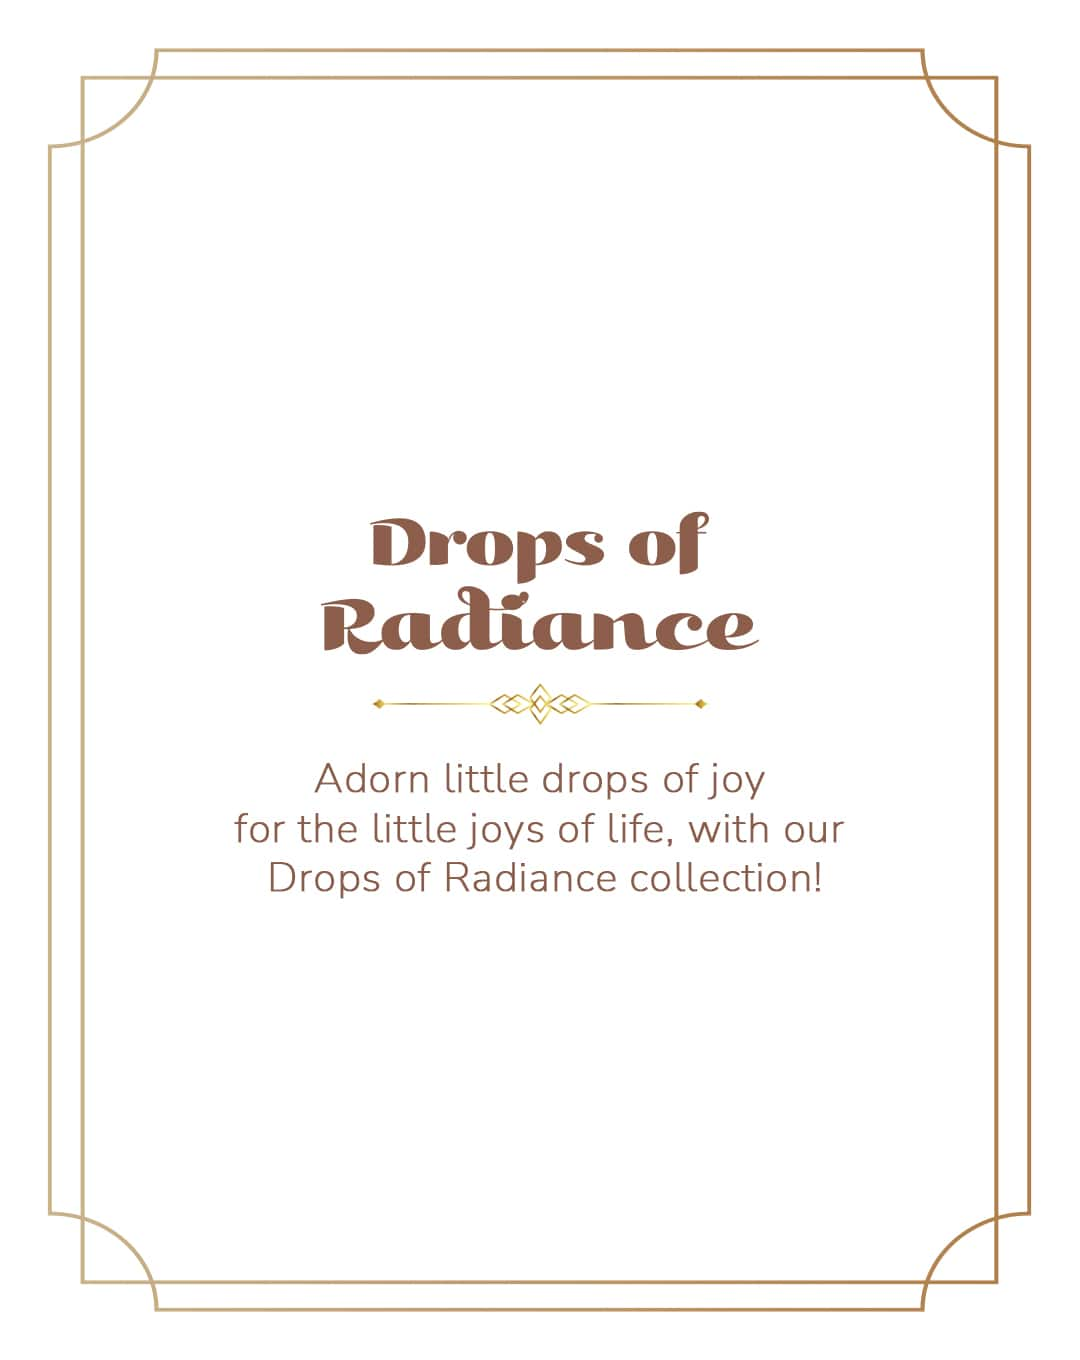 Drops of
Radiance
Adorn little drops of joy
for the little joys of life, with our
Drops of Radiance collection!